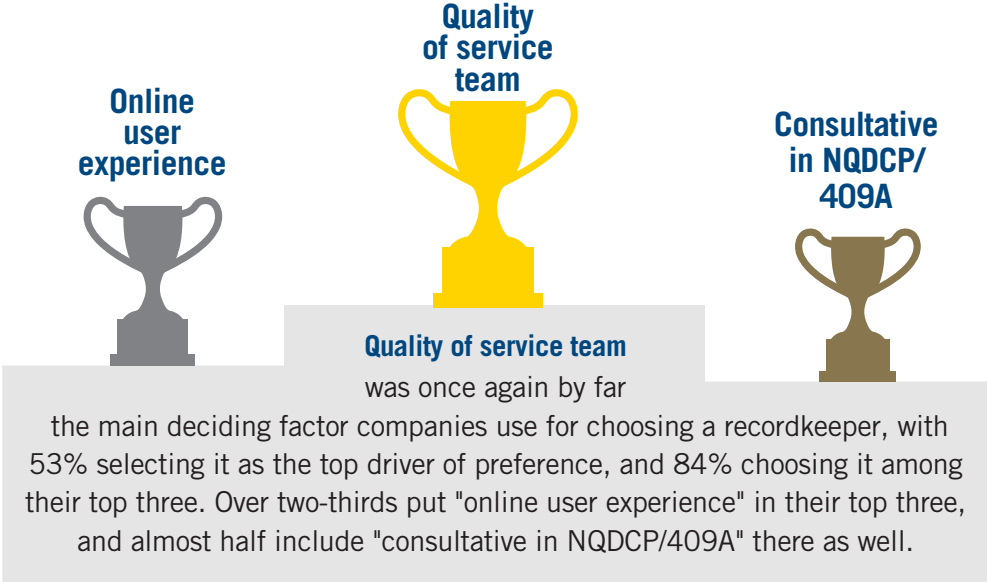 Quality
of service
team
Online
user
experience
Consultative
in NQDCP/
409A
Quality of service team
was once again by far
the main deciding factor companies use for choosing a recordkeeper, with
53% selecting it as the top driver of preference, and 84% choosing it among
their top three. Over two-thirds put "online user experience" in their top three,
and almost half include "consultative in NQDCP/409A" there as well.